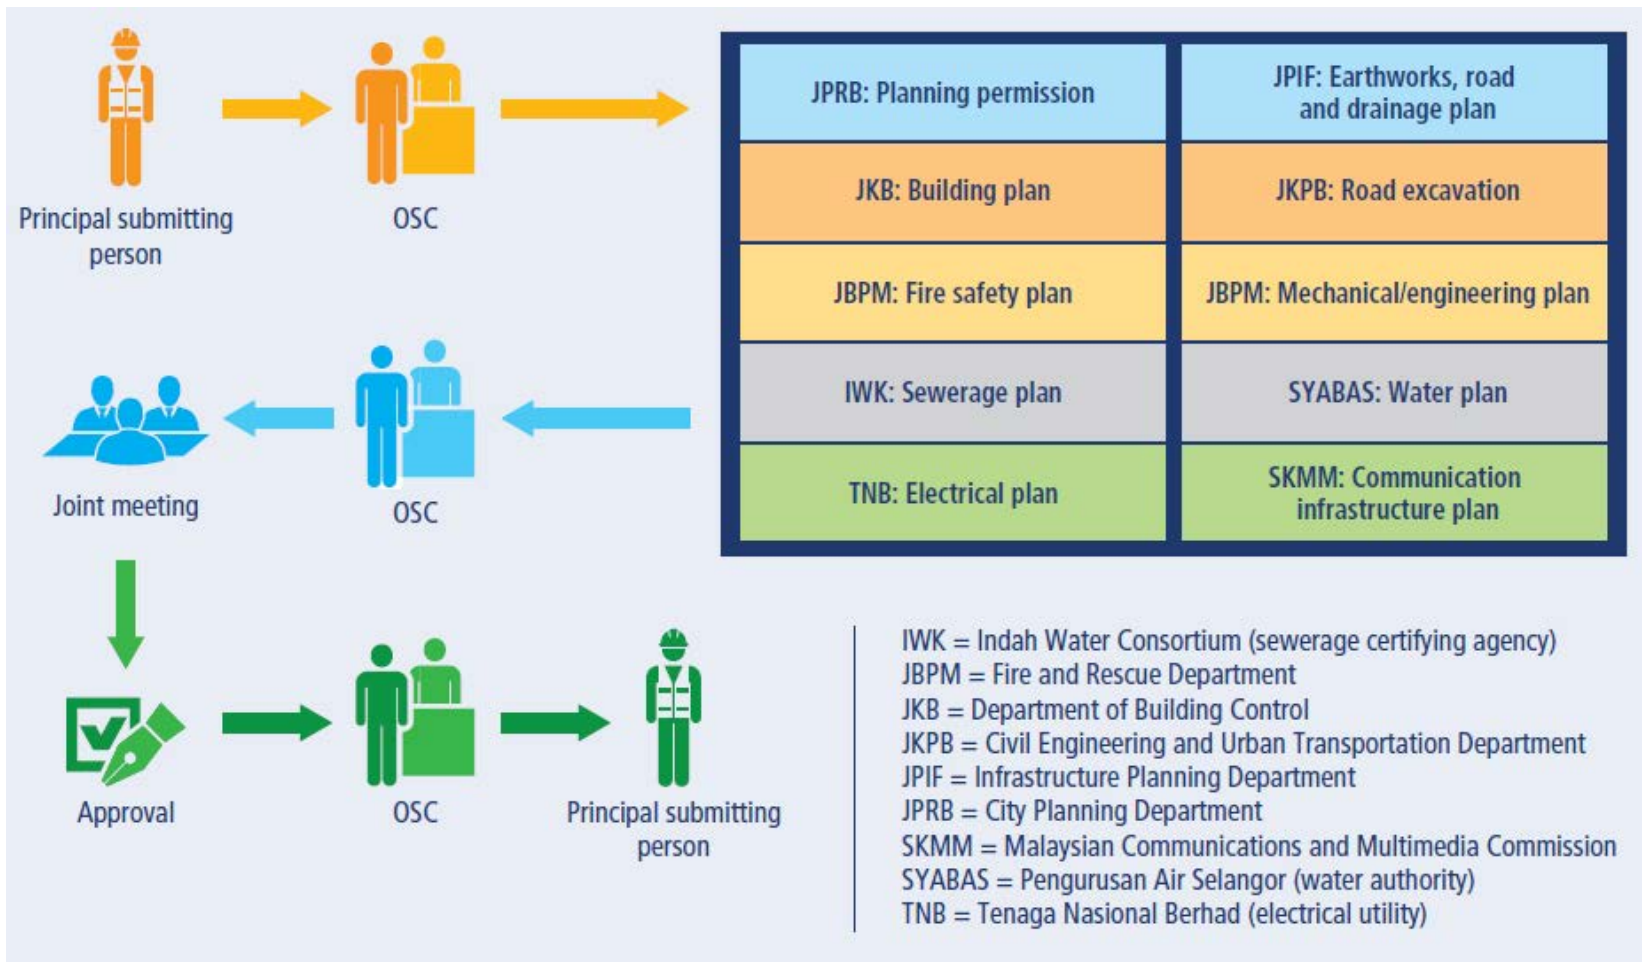 Principal submitting
person
OSC
JPRB: Planning permission
JPIF: Earthworks, road
and drainage plan
JKB: Building plan
JKPB: Road excavation
JBPM: Fire safety plan
JBPM: Mechanical/engineering plan
IWK: Sewerage plan
SYABAS: Water plan
TNB: Electrical plan
SKMM: Communication
infrastructure plan
Joint meeting
OSC
Approval
OSC
Principal submitting
person
IWK = Indah Water Consortium (sewerage certifying agency)
JBPM = Fire and Rescue Department
JKB = Department of Building Control
JKPB = Civil Engineering and Urban Transportation Department
JPIF = Infrastructure Planning Department
JPRB = City Planning Department
SKMM = Malaysian Communications and Multimedia Commission
SYABAS = Pengurusan Air Selangor (water authority)
TNB = Tenaga Nasional Berhad (electrical utility)